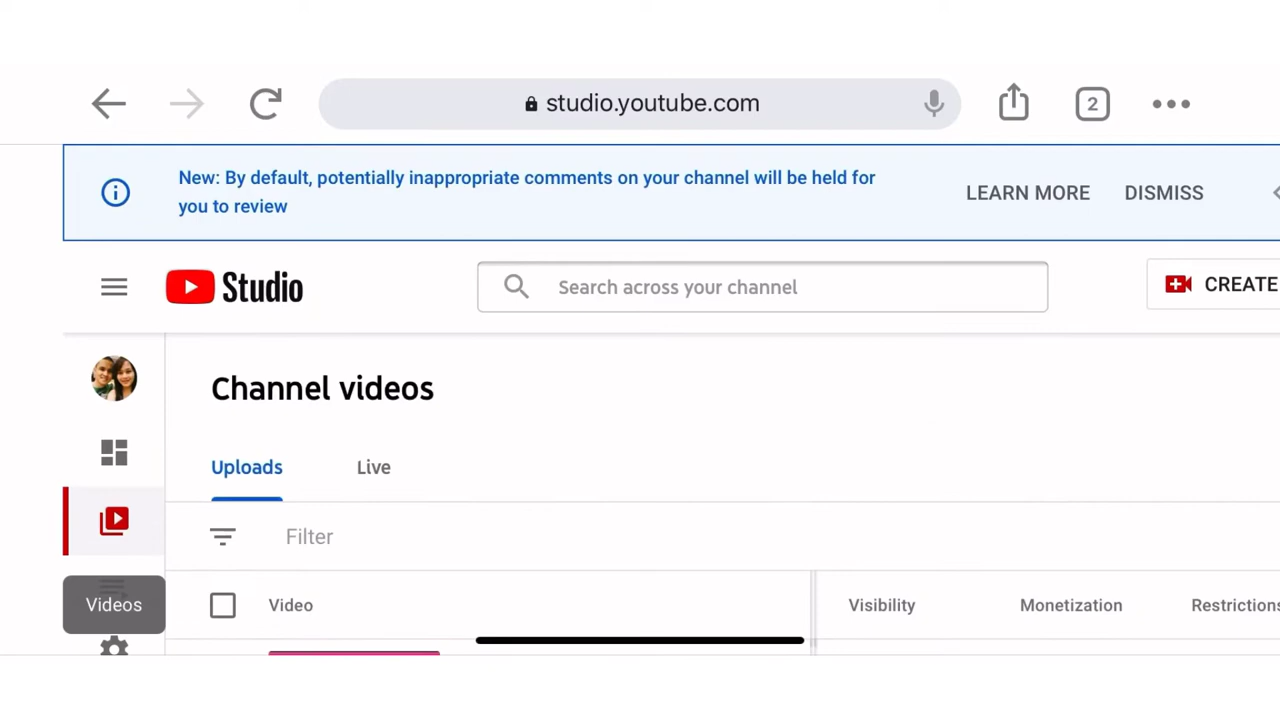 studio.youtube.com
2
New: By default, potentially inappropriate comments on your channel will be held for
you to review
LEARN MORE
DISMISS
Studio
Search across your channel
CREATE
Channel videos
Uploads
Live
Filter
Videos
Video
Visibility
Monetization
Restrictions